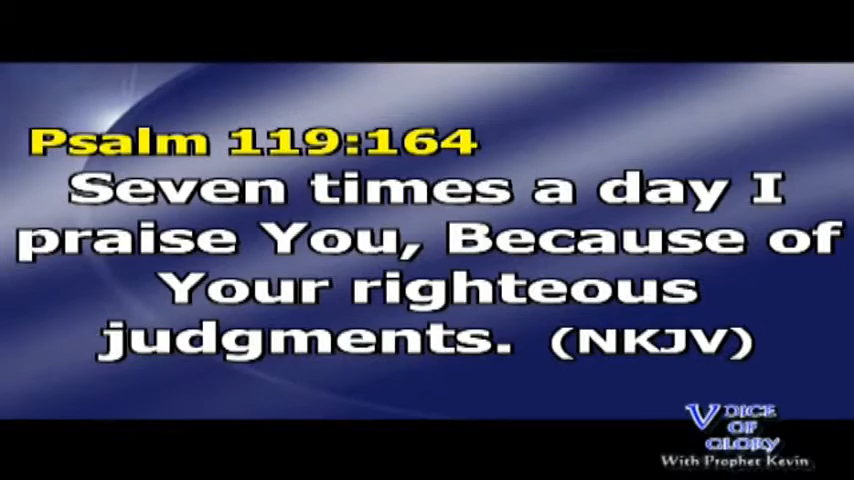 Psalm 119:164
Seven times a day I
praise You, Because of
Your righteous
judgments. (NKJV)
VOICE
OF
GLORY
With Prophet Kevin